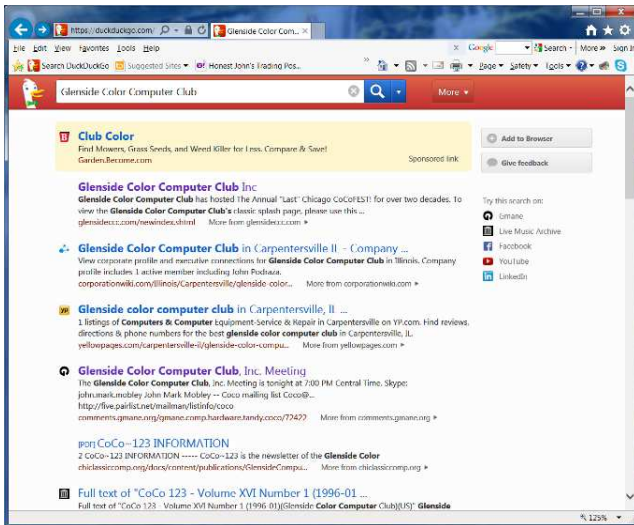 https://duckduckgo.com/
Glenside Color Com...
File Edit View Favorites Tools Help
x Google Search More » Sign In
Search DuckDuckGo Suggested Sites Honest John's Trading Pos...
» Page Safety Tools
Glenside Color Computer Club
More
Club Color
Find Mowers, Grass Seeds, and Weed Killer for Less. Compare & Save!
Garden.Become.com
Sponsored link
Add to Browser
Give feedback
Glenside Color Computer Club Inc
Glenside Color Computer Club has hosted The Annual "Last" Chicago CoCoFEST! for over two decades. To
view the Glenside Color Computer Club's classic splash page, please use this ...
glensideccc.com/newindex.shtml More from glensideccc.com
Try this search on:
Gmane
Live Music Archive
Facebook
YouTube
LinkedIn
Glenside Color Computer Club in Carpentersville IL - Company ...
View corporate profile and executive connections for Glenside Color Computer Club in Illinois. Company
profile includes 1 active member including John Podraza.
corporationwiki.com/Illinois/Carpentersville/glenside-color... More from corporationwiki.com
YP
Glenside color computer club in Carpentersville, IL ...
1 listings of Computers & Computer Equipment-Service & Repair in Carpentersville on YP.com. Find reviews,
directions & phone numbers for the best glenside color computer club in Carpentersville, IL.
yellowpages.com/carpentersville-il/glenside-color-compu... More from yellowpages.com
Glenside Color Computer Club, Inc. Meeting
The Glenside Color Computer Club, Inc. Meeting is tonight at 7:00 PM Central Time. Skype:
john.mark.mobley John Mark Mobley -- Coco mailing list Coco@...
http://five.pairlist.net/mailman/listinfo/coco
comments.gmane.org/gmane.comp.hardware.tandy.coco/72422 More from comments.gmane.org
[PDF] CoCo~123 INFORMATION
2 CoCo~123 INFORMATION ----- CoCo~123 is the newsletter of the Glenside Color
chiclassiccomp.org/docs/content/publications/GlensideCompu... More from chiclassiccomp.org
Full text of "CoCo 123 - Volume XVI Number 1 (1996-01 ...
Full text of "CoCo 123 - Volume XVI Number 1 (1996-01)(Glenside Color Computer Club)(US)" Glenside
125%